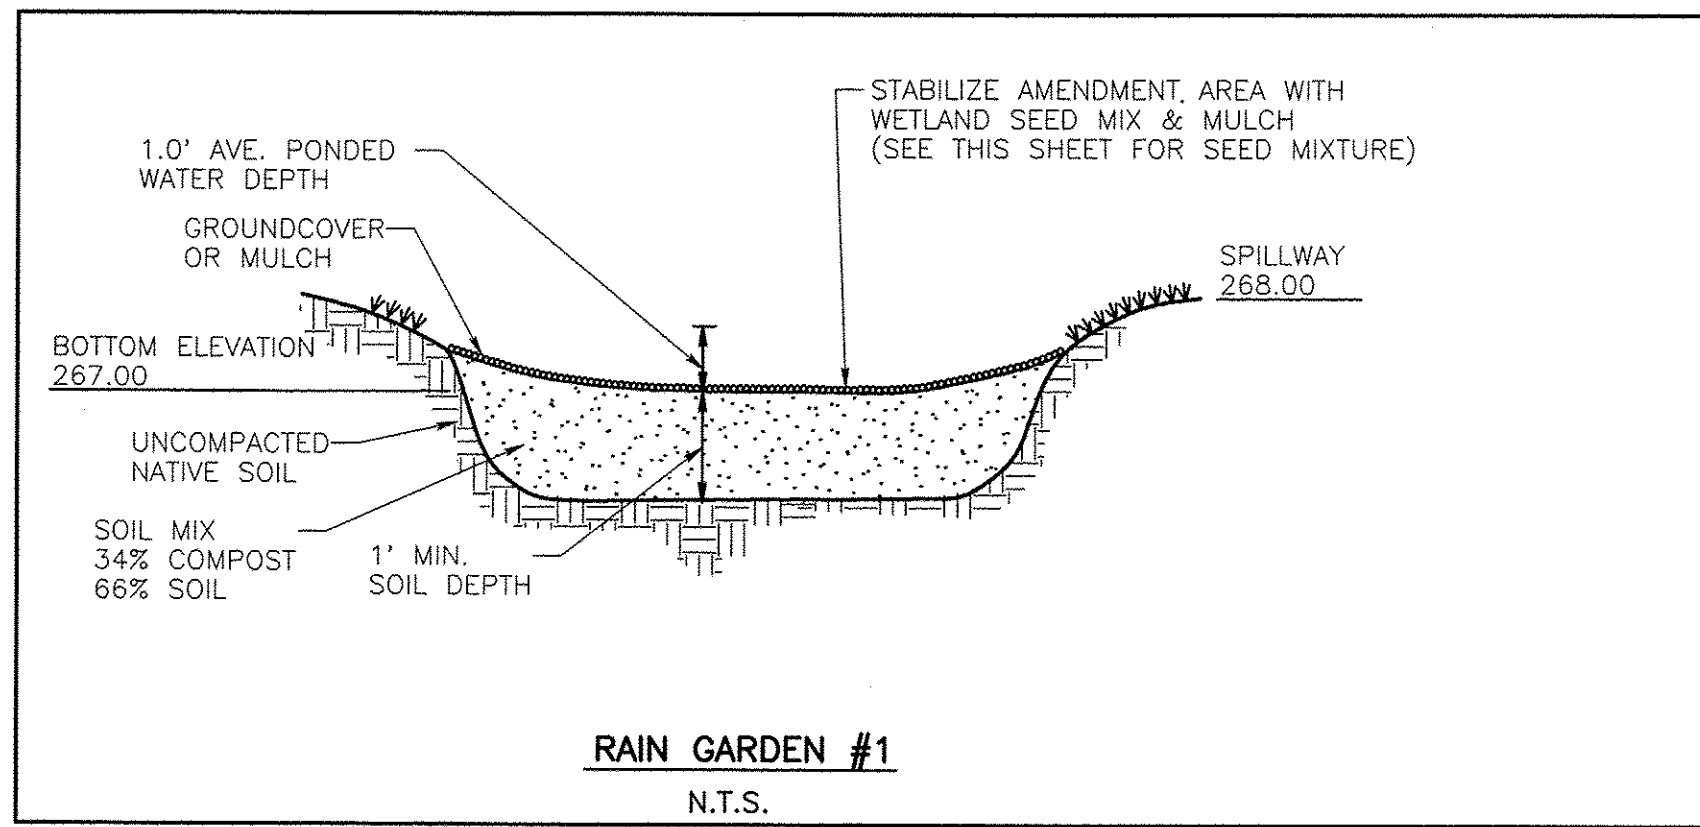 STABILIZE AMENDMENT. AREA WITH
WETLAND SEED MIX & MULCH
(SEE THIS SHEET FOR SEED MIXTURE)
1.0' AVE. PONDED
WATER DEPTH
GROUNDCOVER
OR MULCH
SPILLWAY
268.00
BOTTOM ELEVATION
267.00
UNCOMPACTED
NATIVE SOIL
SOIL MIX
34% COMPOST
66% SOIL
1' MIN.
SOIL DEPTH
RAIN GARDEN #1
N.T.S.